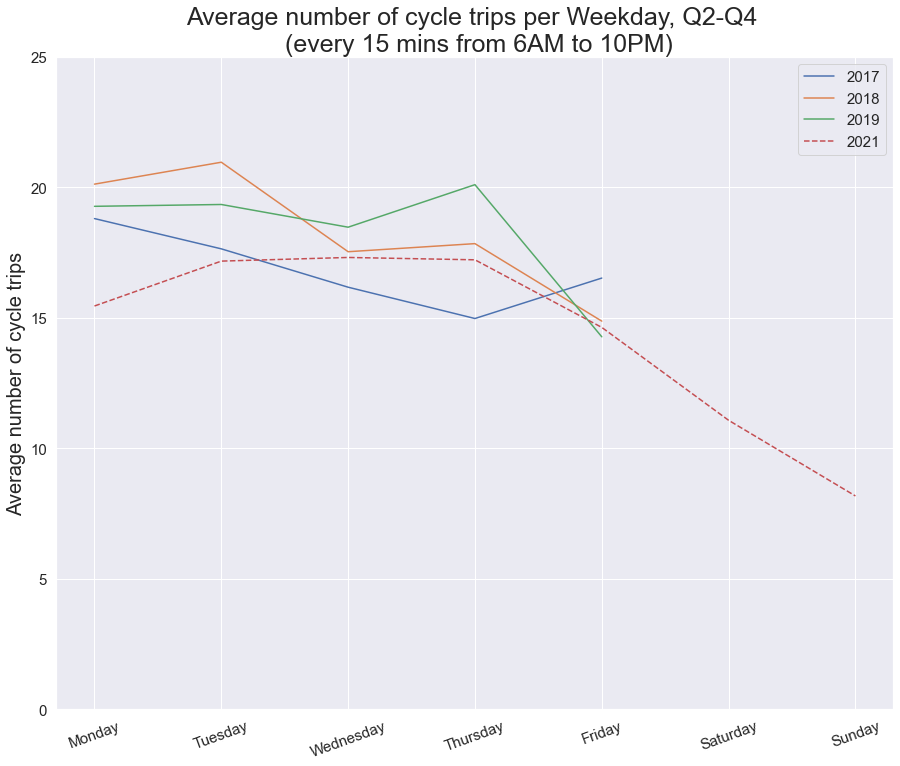 Average number of cycle trips per Weekday, Q2-Q4
(every 15 mins from 6AM to 10PM)
25
20
15
10
5
0
Average number of cycle trips
2017
2018
2019
2021
Monday
Tuesday
Wednesday
Thursday
Friday
Saturday
Sunday